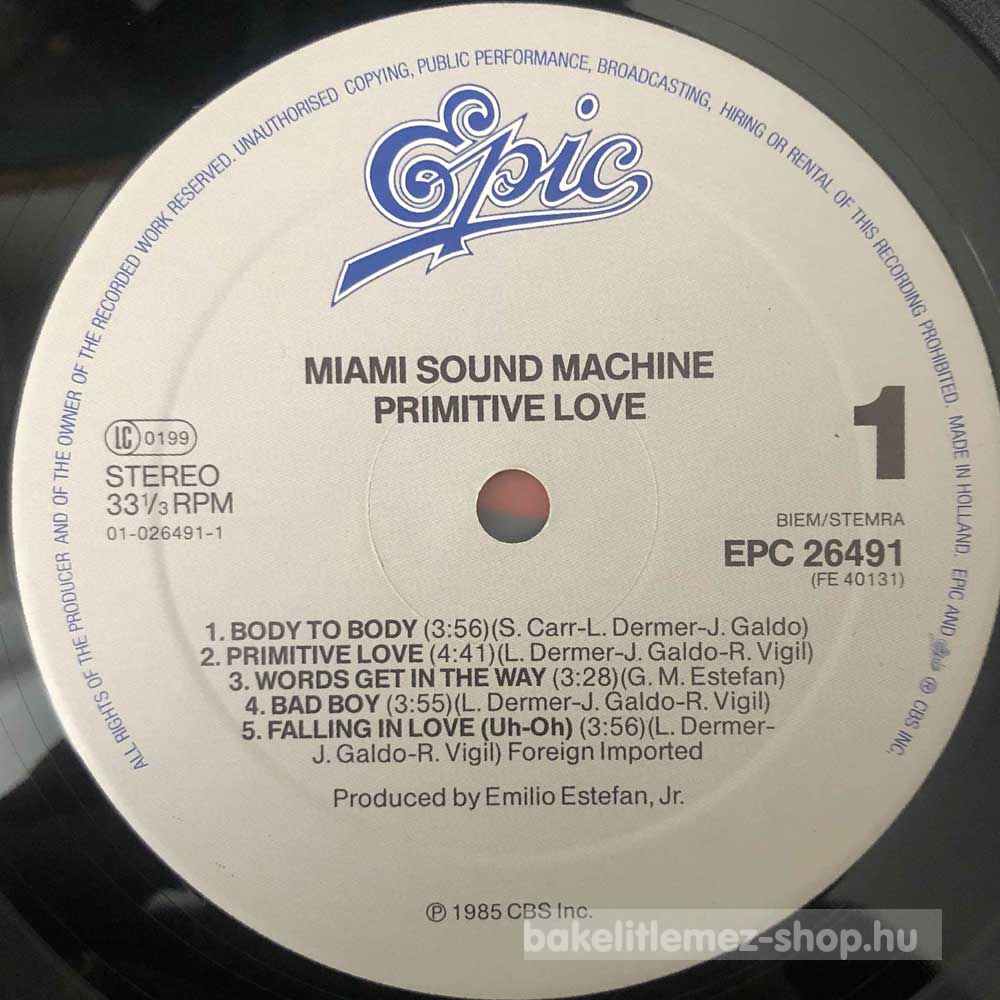 ALL RIGHTS OF THE PRODUCER AND OF THE OWNER OF THE RECORDED WORK RESERVED. UNAUTHORISED COPYING, PUBLIC PERFORMANCE, BROADCASTING, HIRING OR RENTAL OF THIS RECORDING PROHIBITED. MADE IN HOLLAND. EPIC AND Epic ® CBS INC.
Epic
MIAMI SOUND MACHINE
PRIMITIVE LOVE
1
LC 0199
STEREO
33 1/3 RPM
01-026491-1
BIEM/STEMRA
EPC 26491
(FE 40131)
1. BODY TO BODY (3:56)(S. Carr-L. Dermer-J. Galdo)
2. PRIMITIVE LOVE (4:41)(L. Dermer-J. Galdo-R. Vigil)
3. WORDS GET IN THE WAY (3:28)(G. M. Estefan)
4. BAD BOY (3:55)(L. Dermer-J. Galdo-R. Vigil)
5. FALLING IN LOVE (Uh-Oh) (3:56)(L. Dermer-
J. Galdo-R. Vigil) Foreign Imported
Produced by Emilio Estefan, Jr.
℗ 1985 CBS Inc.
bakelitlemez-shop.hu